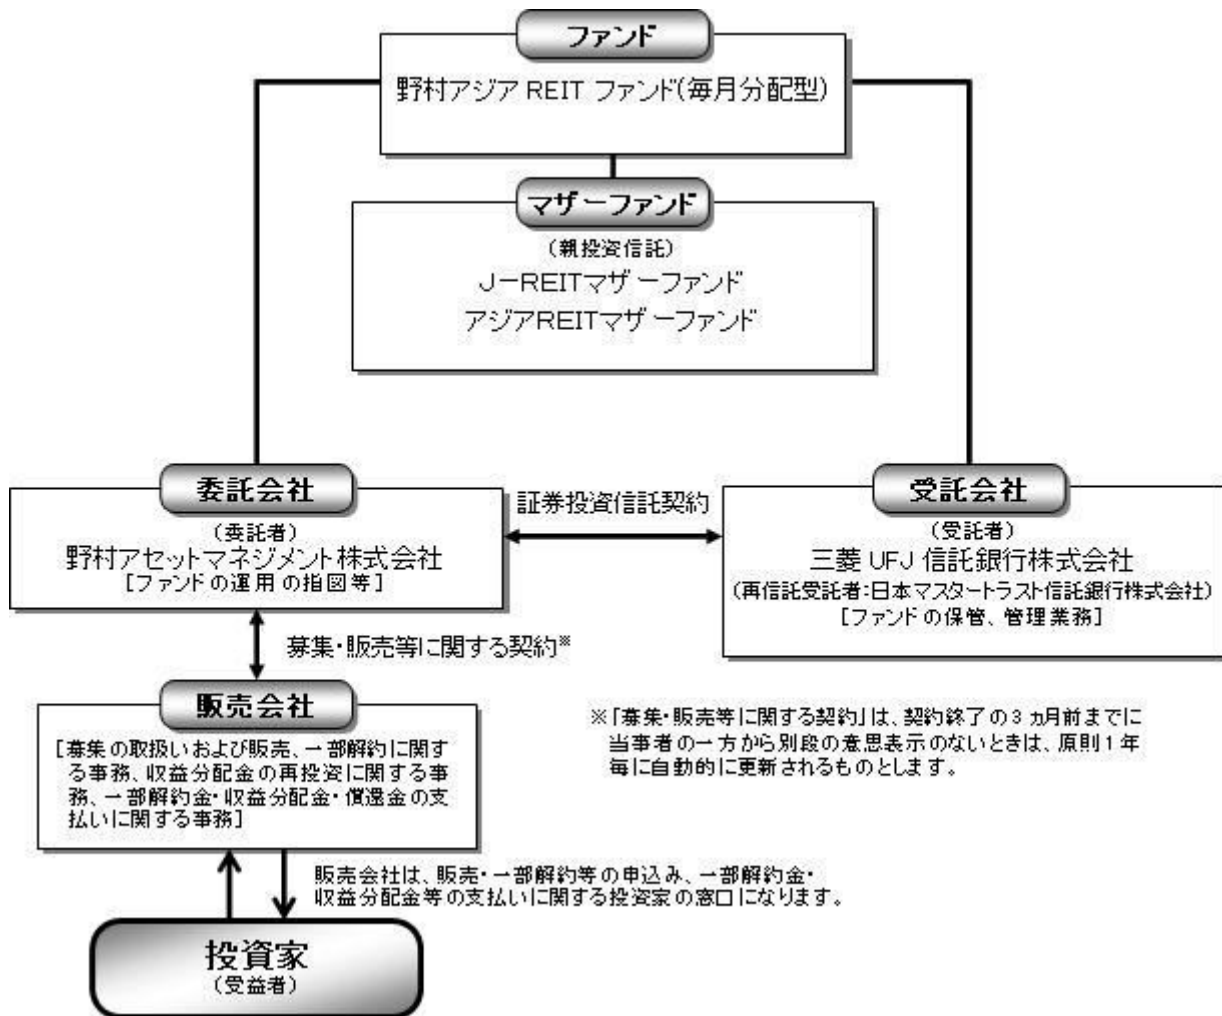 ファンド
野村アジア REIT ファンド(毎月分配型)
マザーファンド
(親投資信託)
J-REITマザーファンド
アジアREITマザーファンド
委託会社
(委託者)
野村アセットマネジメント株式会社
[ファンドの運用の指図等]
証券投資信託契約
受託会社
(受託者)
三菱 UFJ 信託銀行株式会社
(再信託受託者:日本マスタートラスト信託銀行株式会社)
[ファンドの保管、管理業務]
募集・販売等に関する契約※
販売会社
[募集の取扱いおよび販売、一部解約に関す
る事務、収益分配金の再投資に関する事
務、一部解約金・収益分配金・償還金の支
払いに関する事務]
※「募集・販売等に関する契約」は、契約終了の3ヵ月前までに
当事者の一方から別段の意思表示のないときは、原則1年
毎に自動的に更新されるものとします。
販売会社は、販売・一部解約等の申込み、一部解約金・
収益分配金等の支払いに関する投資家の窓口になります。
投資家
(受益者)